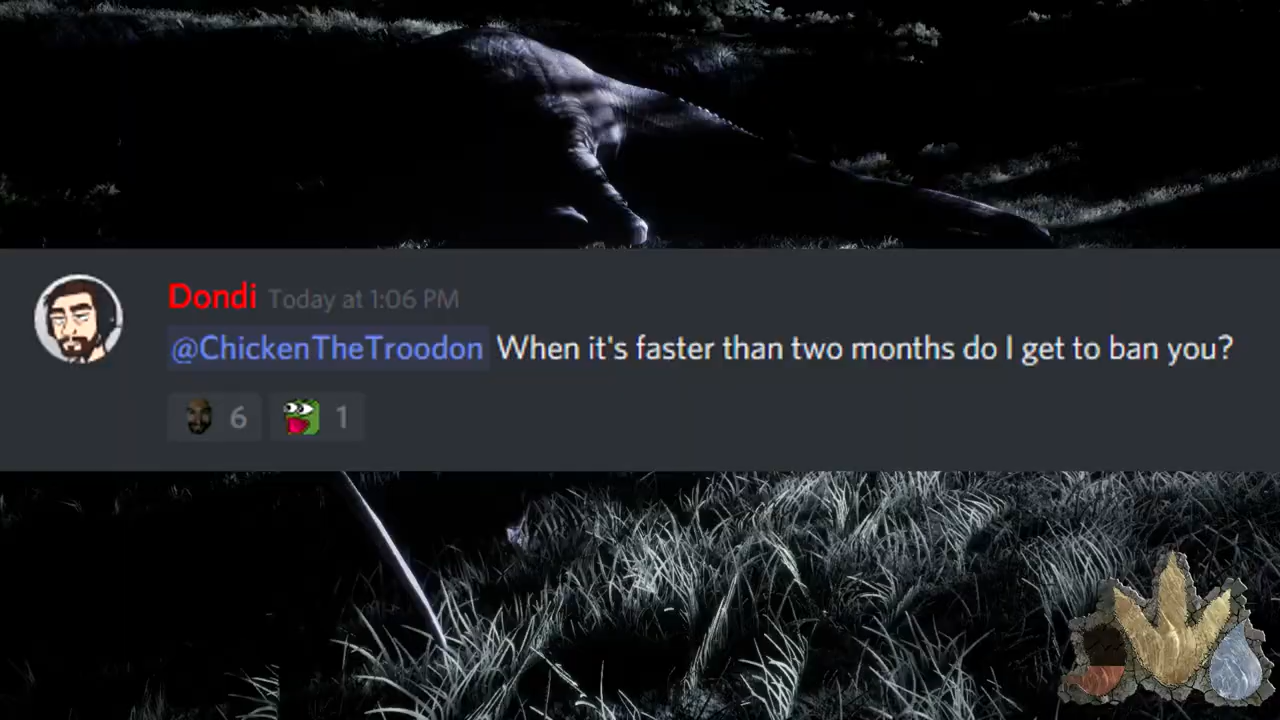 Dondi Today at 1:06 PM
@ChickenTheTroodon When it's faster than two months do I get to ban you?
6 1